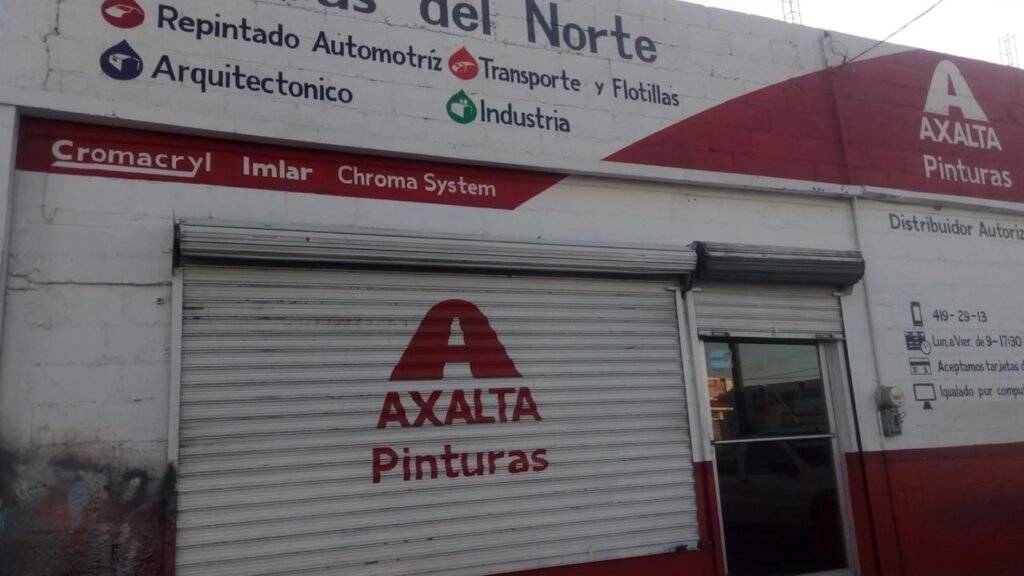 del Norte
Repintado Automotríz
Transporte y Flotillas
Arquitectonico
Industria
AXALTA
Pinturas
Cromacryl Imlar Chroma System
Distribuidor
419-29-13
Lun. a Vier. de 9-17:30
Aceptamos tarjetas
Igualado por
AXALTA
Pinturas